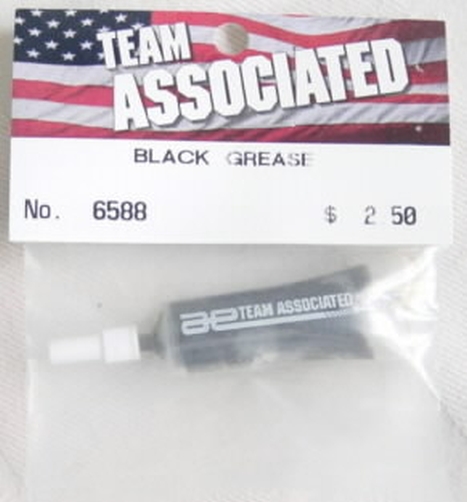 TEAM
ASSOCIATED
BLACK GREASE
No. 6588 $ 2 50
ae TEAM ASSOCIATED